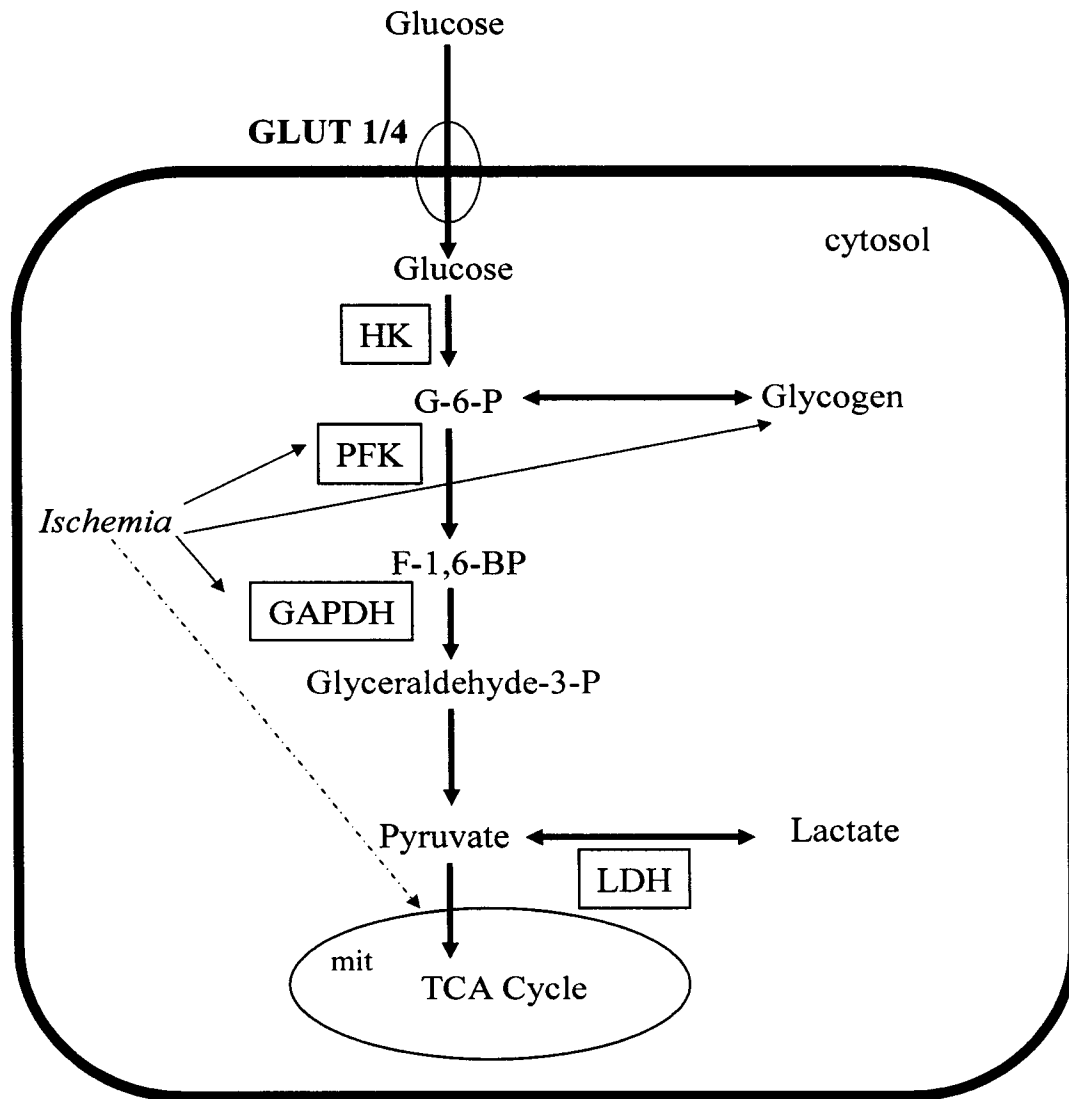 Glucose
GLUT 1/4
cytosol
Glucose
HK
G-6-P
Glycogen
PFK
Ischemia
F-1,6-BP
GAPDH
Glyceraldehyde-3-P
Pyruvate
Lactate
LDH
mit
TCA Cycle